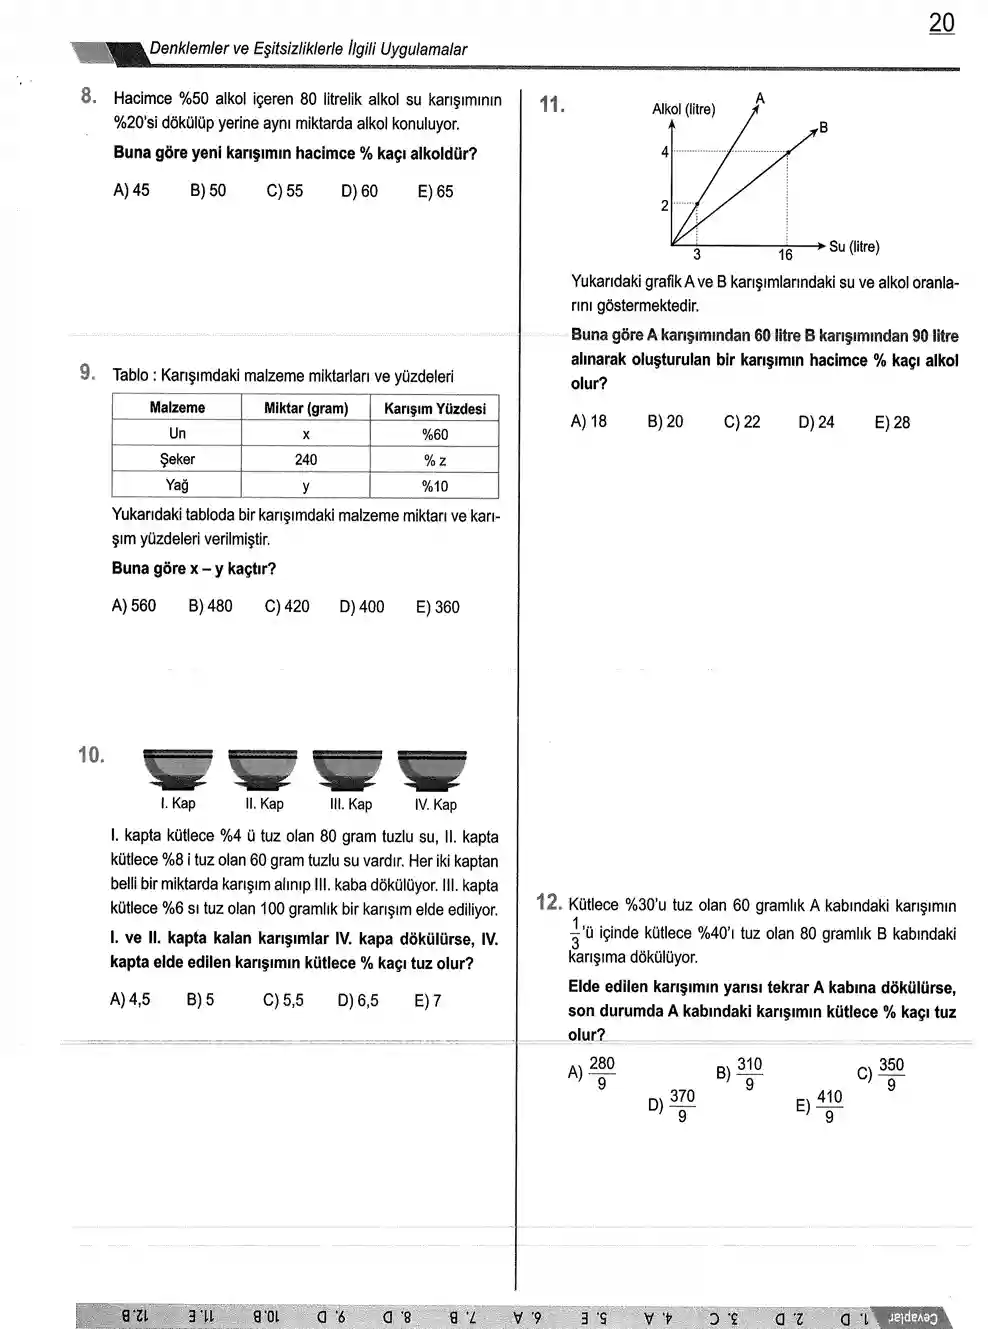 20
Denklemler ve Eşitsizliklerle İlgili Uygulamalar
8. Hacimce %50 alkol içeren 80 litrelik alkol su karışımının
%20'si dökülüp yerine aynı miktarda alkol konuluyor.
Buna göre yeni karışımın hacimce % kaçı alkoldür?
A) 45 B) 50 C) 55 D) 60 E) 65
9. Tablo : Karışımdaki malzeme miktarları ve yüzdeleri
Malzeme Miktar (gram) Karışım Yüzdesi
Un x %60
Şeker 240 % z
Yağ y %10
Yukarıdaki tabloda bir karışımdaki malzeme miktarı ve karı-
şım yüzdeleri verilmiştir.
Buna göre x – y kaçtır?
A) 560 B) 480 C) 420 D) 400 E) 360
10.
I. Kap II. Kap III. Kap IV. Kap
I. kapta kütlece %4 ü tuz olan 80 gram tuzlu su, II. kapta
kütlece %8 i tuz olan 60 gram tuzlu su vardır. Her iki kaptan
belli bir miktarda karışım alınıp III. kaba dökülüyor. III. kapta
kütlece %6 sı tuz olan 100 gramlık bir karışım elde ediliyor.
I. ve II. kapta kalan karışımlar IV. kapa dökülürse, IV.
kapta elde edilen karışımın kütlece % kaçı tuz olur?
A) 4,5 B) 5 C) 5,5 D) 6,5 E) 7
11.
Alkol (litre) A
B
4
2
3 16 Su (litre)
Yukarıdaki grafik A ve B karışımlarındaki su ve alkol oranla-
rını göstermektedir.
Buna göre A karışımından 60 litre B karışımından 90 litre
alınarak oluşturulan bir karışımın hacimce % kaçı alkol
olur?
A) 18 B) 20 C) 22 D) 24 E) 28
12. Kütlece %30'u tuz olan 60 gramlık A kabındaki karışımın
1/3'ü içinde kütlece %40'ı tuz olan 80 gramlık B kabındaki
karışıma dökülüyor.
Elde edilen karışımın yarısı tekrar A kabına dökülürse,
son durumda A kabındaki karışımın kütlece % kaçı tuz
olur?
A) 280/9 B) 310/9 C) 350/9
D) 370/9 E) 410/9
Cevaplar 1. D 2. D 3. C 4. A 5. E 6. A 7. B 8. D 9. D 10.B 11. E 12. B